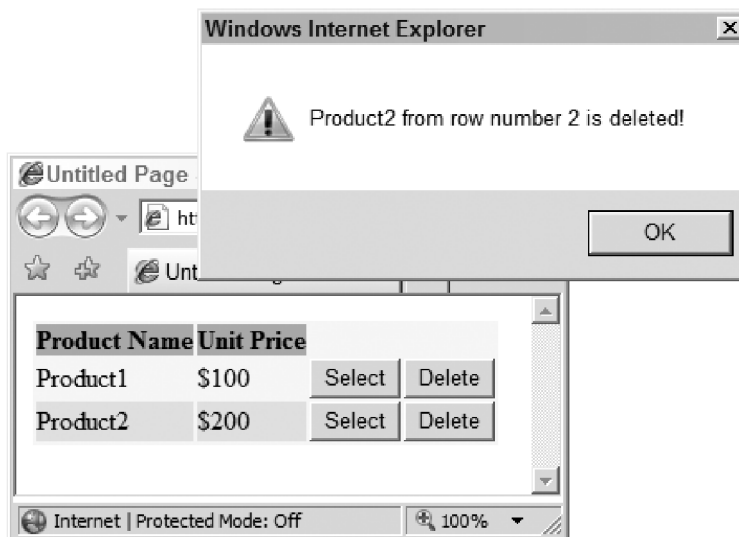 Windows Internet Explorer
Product2 from row number 2 is deleted!
OK
Untitled Page
Product Name Unit Price
Product1 $100 Select Delete
Product2 $200 Select Delete
Internet | Protected Mode: Off 100%